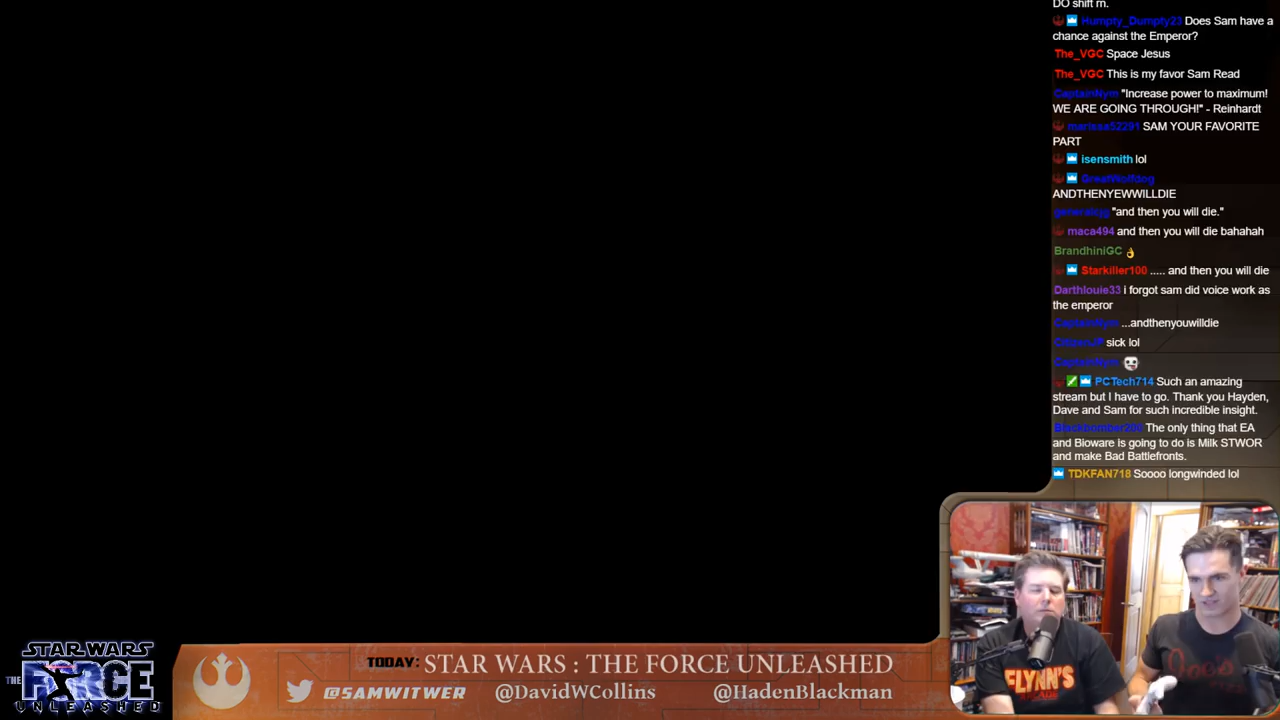 DO shift rn.
Humpty_Dumpty23 Does Sam have a
chance against the Emperor?
The_VGC Space Jesus
The_VGC This is my favor Sam Read
CaptainNym "Increase power to maximum!
WE ARE GOING THROUGH!" - Reinhardt
marissa52291 SAM YOUR FAVORITE
PART
isensmith lol
GreatWolfdog
ANDTHENYEWWILLDIE
"and then you will die."
maca494 and then you will die bahahah
BrandhiniGC 👌
Starkiller100 ..... and then you will die
Darthlouie33 i forgot sam did voice work as
the emperor
CaptainNym ...andthenyouwilldie
sick lol
CaptainNym
PCTech714 Such an amazing
stream but I have to go. Thank you Hayden,
Dave and Sam for such incredible insight.
The only thing that EA
and Bioware is going to do is Milk STWOR
and make Bad Battlefronts.
TDKFAN718 Soooo longwinded lol
FLYNN'S
STAR WARS
THE FORCE
UNLEASHED
TODAY: STAR WARS : THE FORCE UNLEASHED
@SAMWITWER @DavidWCollins @HadenBlackman